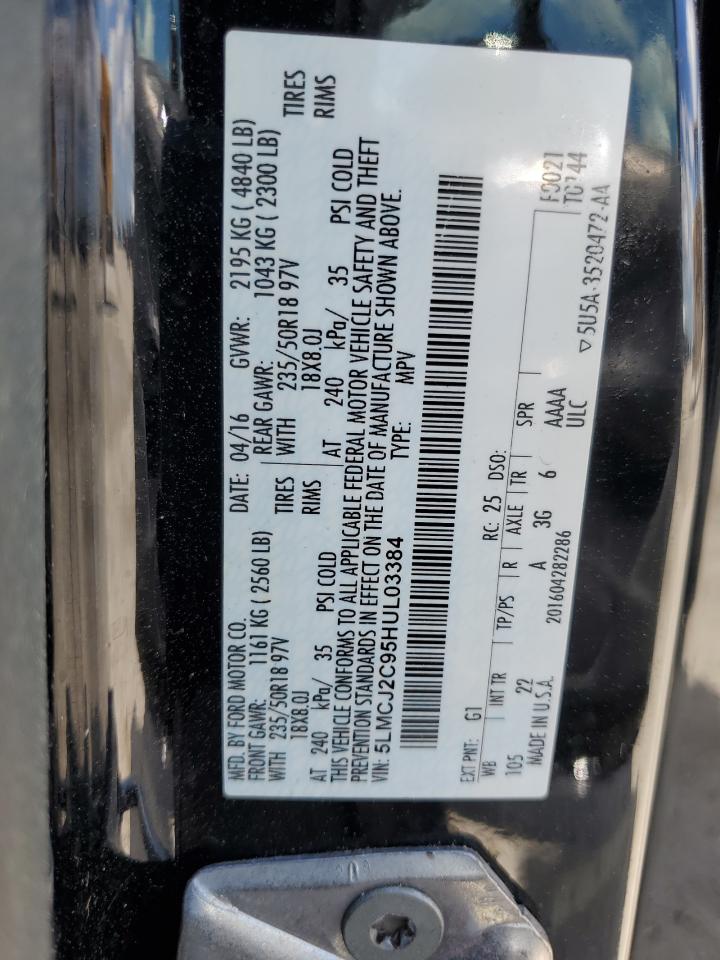 MFD. BY FORD MOTOR CO. DATE: 04/16 GVWR: 2195 KG ( 4840 LB)
FRONT GAWR: 1161 KG ( 2560 LB) REAR GAWR: 1043 KG ( 2300 LB)
WITH 235/50R18 97V TIRES WITH 235/50R18 97V TIRES
18X8.0J RIMS 18X8.0J RIMS
AT 240 kPa/ 35 PSI COLD AT 240 kPa/ 35 PSI COLD
THIS VEHICLE CONFORMS TO ALL APPLICABLE FEDERAL MOTOR VEHICLE SAFETY AND THEFT
PREVENTION STANDARDS IN EFFECT ON THE DATE OF MANUFACTURE SHOWN ABOVE.
VIN: 5LMCJ2C95HUL03384 TYPE: MPV
EXT PNT: G1 RC: 25 DSO: F0021
WB INT TR TP/PS R AXLE TR SPR TG144
105 22 A 3G 6 AAAA
MADE IN U.S.A. 201604282286 ULC
▽5U5A-3520472-AA